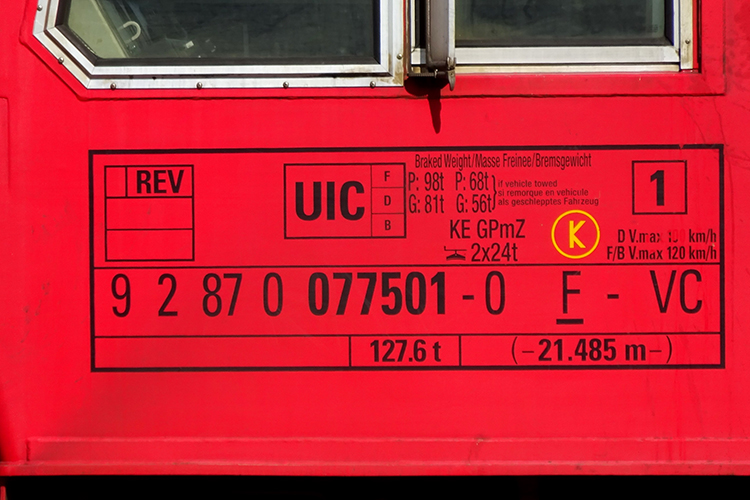 REV
UIC
F
D
B
Braked Weight/Masse Freinee/Bremsgewicht
P: 98t P: 68t
G: 81t G: 56t
if vehicle towed
si remorque en vehicule
als geschlepptes Fahrzeug
KE GPmZ
2x24t
K
1
D V.max km/h
F/B V.max 120 km/h
9 2 87 0 077501 - 0 F - VC
127.6 t
(-21.485 m-)